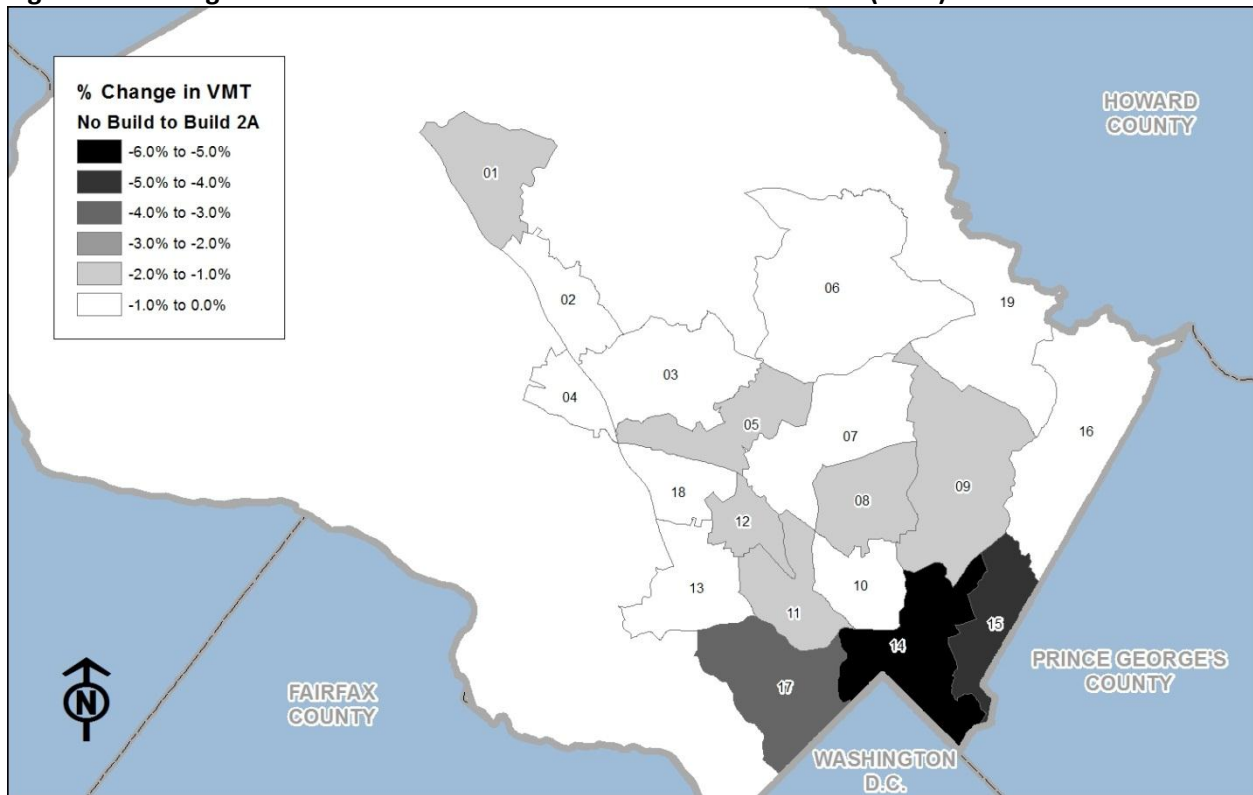 % Change in VMT
No Build to Build 2A
-6.0% to -5.0%
-5.0% to -4.0%
-4.0% to -3.0%
-3.0% to -2.0%
-2.0% to -1.0%
-1.0% to 0.0%
HOWARD
COUNTY
01
02
06
19
03
04
05
07
16
18
08
09
12
13
10
11
15
14
17
PRINCE GEORGE'S
COUNTY
FAIRFAX
COUNTY
N
WASHINGTON
D.C.